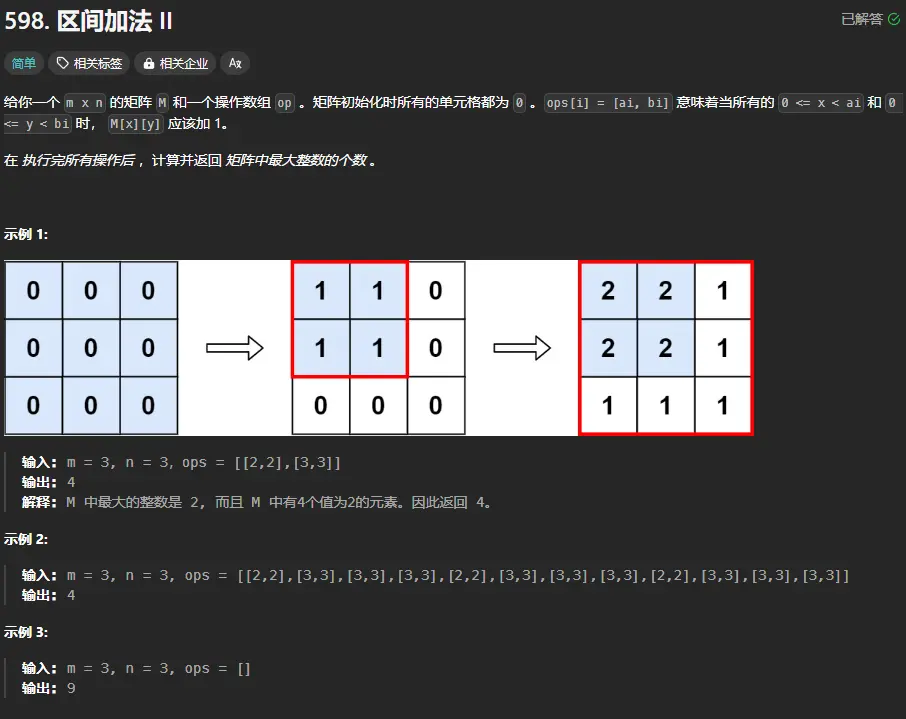 598. 区间加法 II
已解答
简单 相关标签 相关企业 Ax
给你一个 m x n 的矩阵 M 和一个操作数组 op 。矩阵初始化时所有的单元格都为 0 。ops[i] = [ai, bi] 意味着当所有的 0 <= x < ai 和 0
<= y < bi 时， M[x][y] 应该加 1。
在 执行完所有操作后 ，计算并返回 矩阵中最大整数的个数 。
示例 1:
0 0 0 1 1 0 2 2 1
0 0 0 1 1 0 2 2 1
0 0 0 0 0 0 1 1 1
输入: m = 3, n = 3, ops = [[2,2],[3,3]]
输出: 4
解释: M 中最大的整数是 2, 而且 M 中有4个值为2的元素。因此返回 4。
示例 2:
输入: m = 3, n = 3, ops = [[2,2],[3,3],[3,3],[3,3],[2,2],[3,3],[3,3],[3,3],[2,2],[3,3],[3,3],[3,3]]
输出: 4
示例 3:
输入: m = 3, n = 3, ops = []
输出: 9